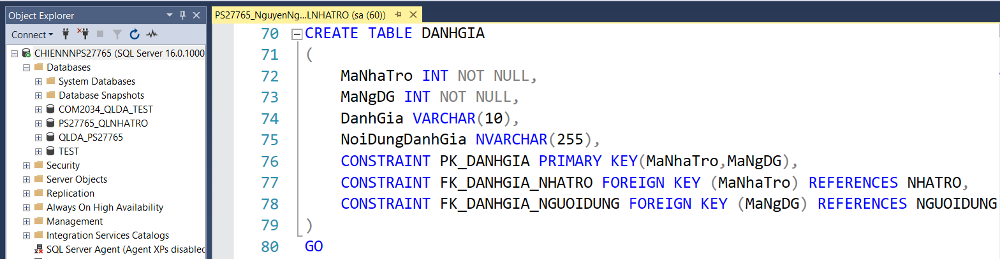 Object Explorer
Connect
CHIENNNPS27765 (SQL Server 16.0.1000
Databases
System Databases
Database Snapshots
COM2034_QLDA_TEST
PS27765_QLNHATRO
QLDA_PS27765
TEST
Security
Server Objects
Replication
Always On High Availability
Management
Integration Services Catalogs
SQL Server Agent (Agent XPs disabled
PS27765_NguyenNg...LNHATRO (sa (60))
70 CREATE TABLE DANHGIA
71 (
72 MaNhaTro INT NOT NULL,
73 MaNgDG INT NOT NULL,
74 DanhGia VARCHAR(10),
75 NoiDungDanhGia NVARCHAR(255),
76 CONSTRAINT PK_DANHGIA PRIMARY KEY(MaNhaTro,MaNgDG),
77 CONSTRAINT FK_DANHGIA_NHATRO FOREIGN KEY (MaNhaTro) REFERENCES NHATRO,
78 CONSTRAINT FK_DANHGIA_NGUOIDUNG FOREIGN KEY (MaNgDG) REFERENCES NGUOIDUNG
79 )
80 GO